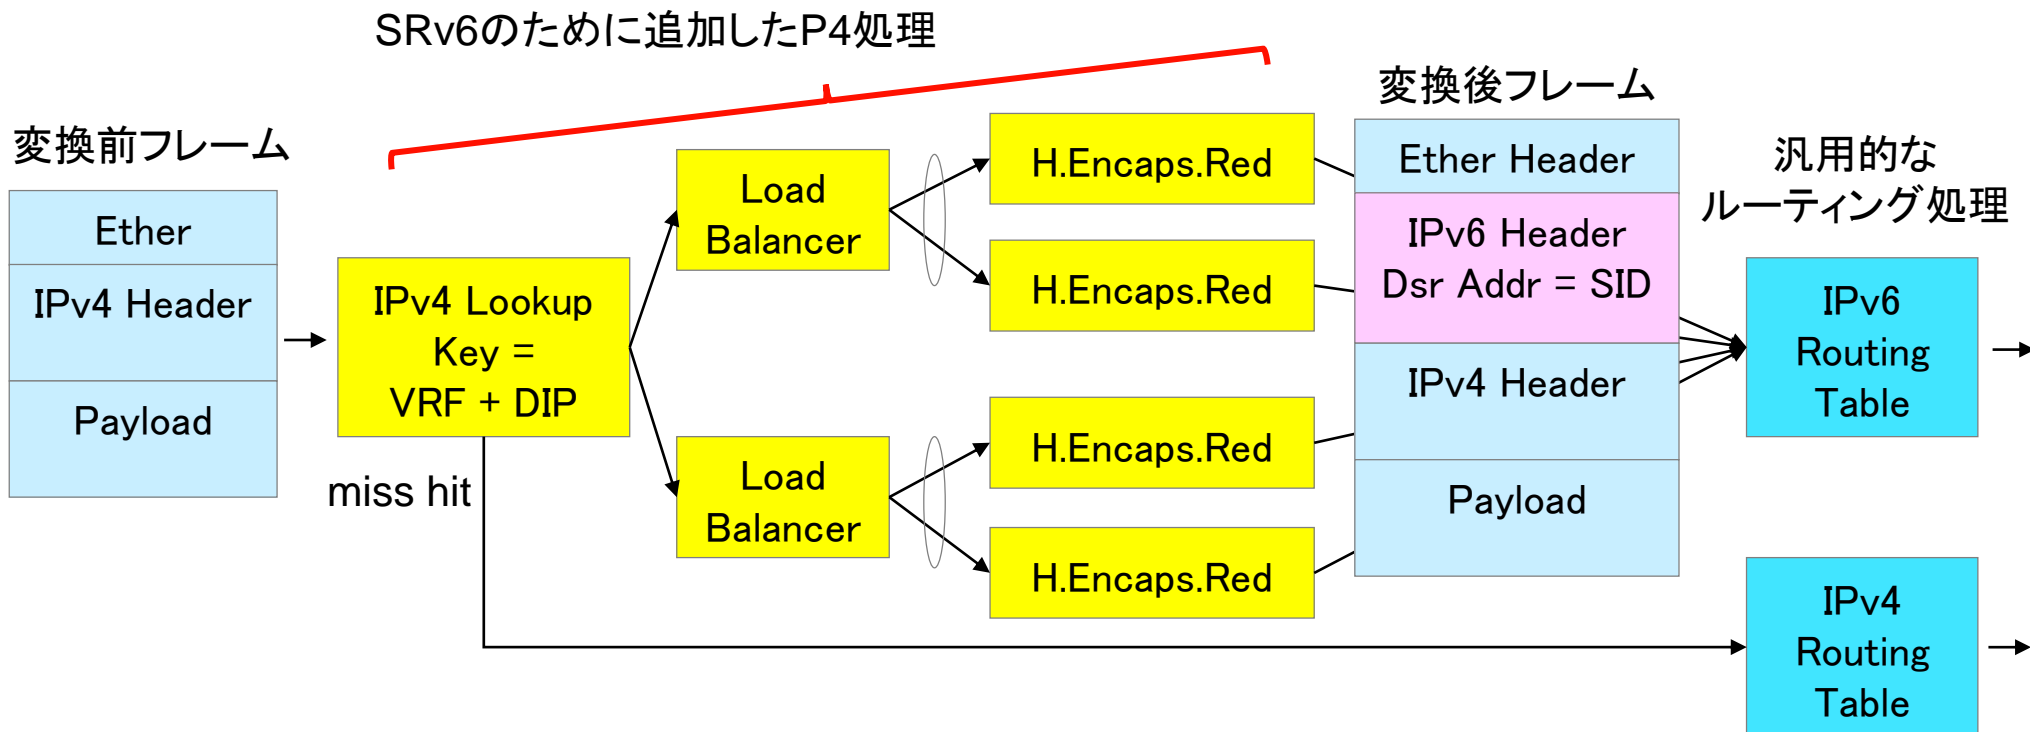 SRv6のために追加したP4処理
変換前フレーム
Ether
IPv4 Header
Payload
IPv4 Lookup
Key =
VRF + DIP
miss hit
Load
Balancer
Load
Balancer
H.Encaps.Red
H.Encaps.Red
H.Encaps.Red
H.Encaps.Red
変換後フレーム
Ether Header
IPv6 Header
Dsr Addr = SID
IPv4 Header
Payload
汎用的な
ルーティング処理
IPv6
Routing
Table
IPv4
Routing
Table